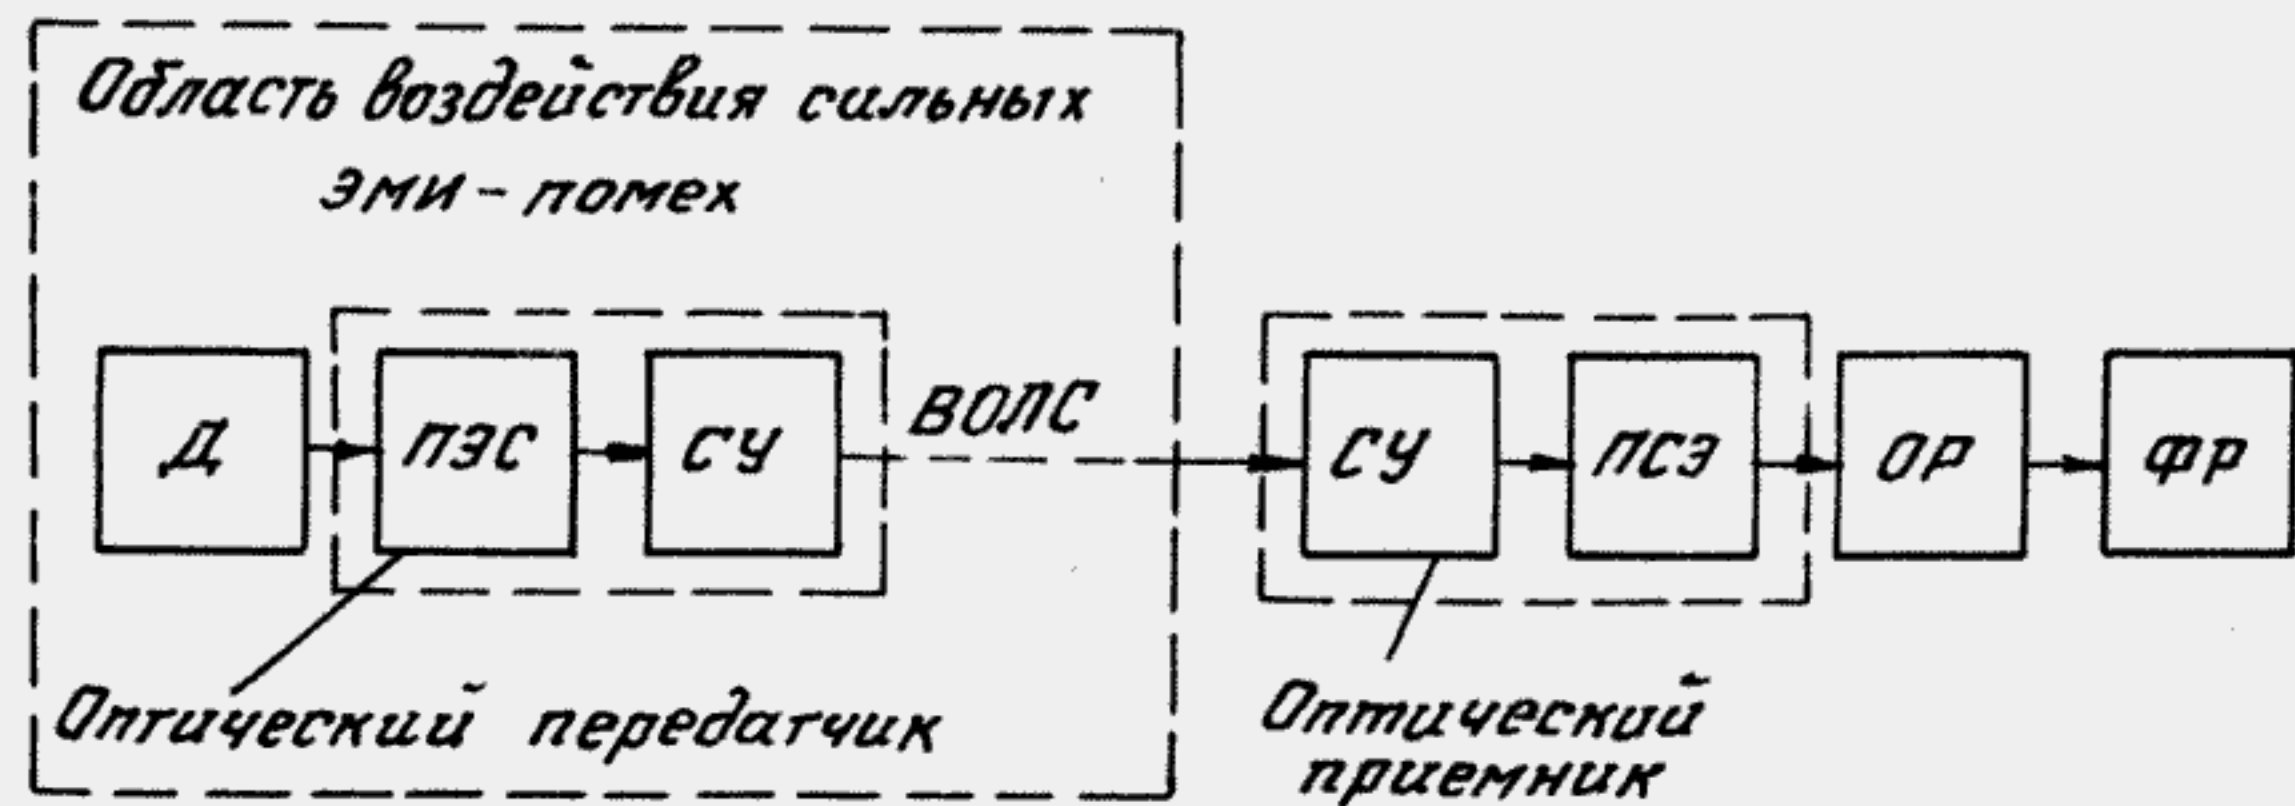 Область воздействия сильных
эми - помех
Д
ПЭС
СУ
ВОЛС
СУ
ПСЭ
ОР
ФР
Оптический передатчик
Оптический
приемник